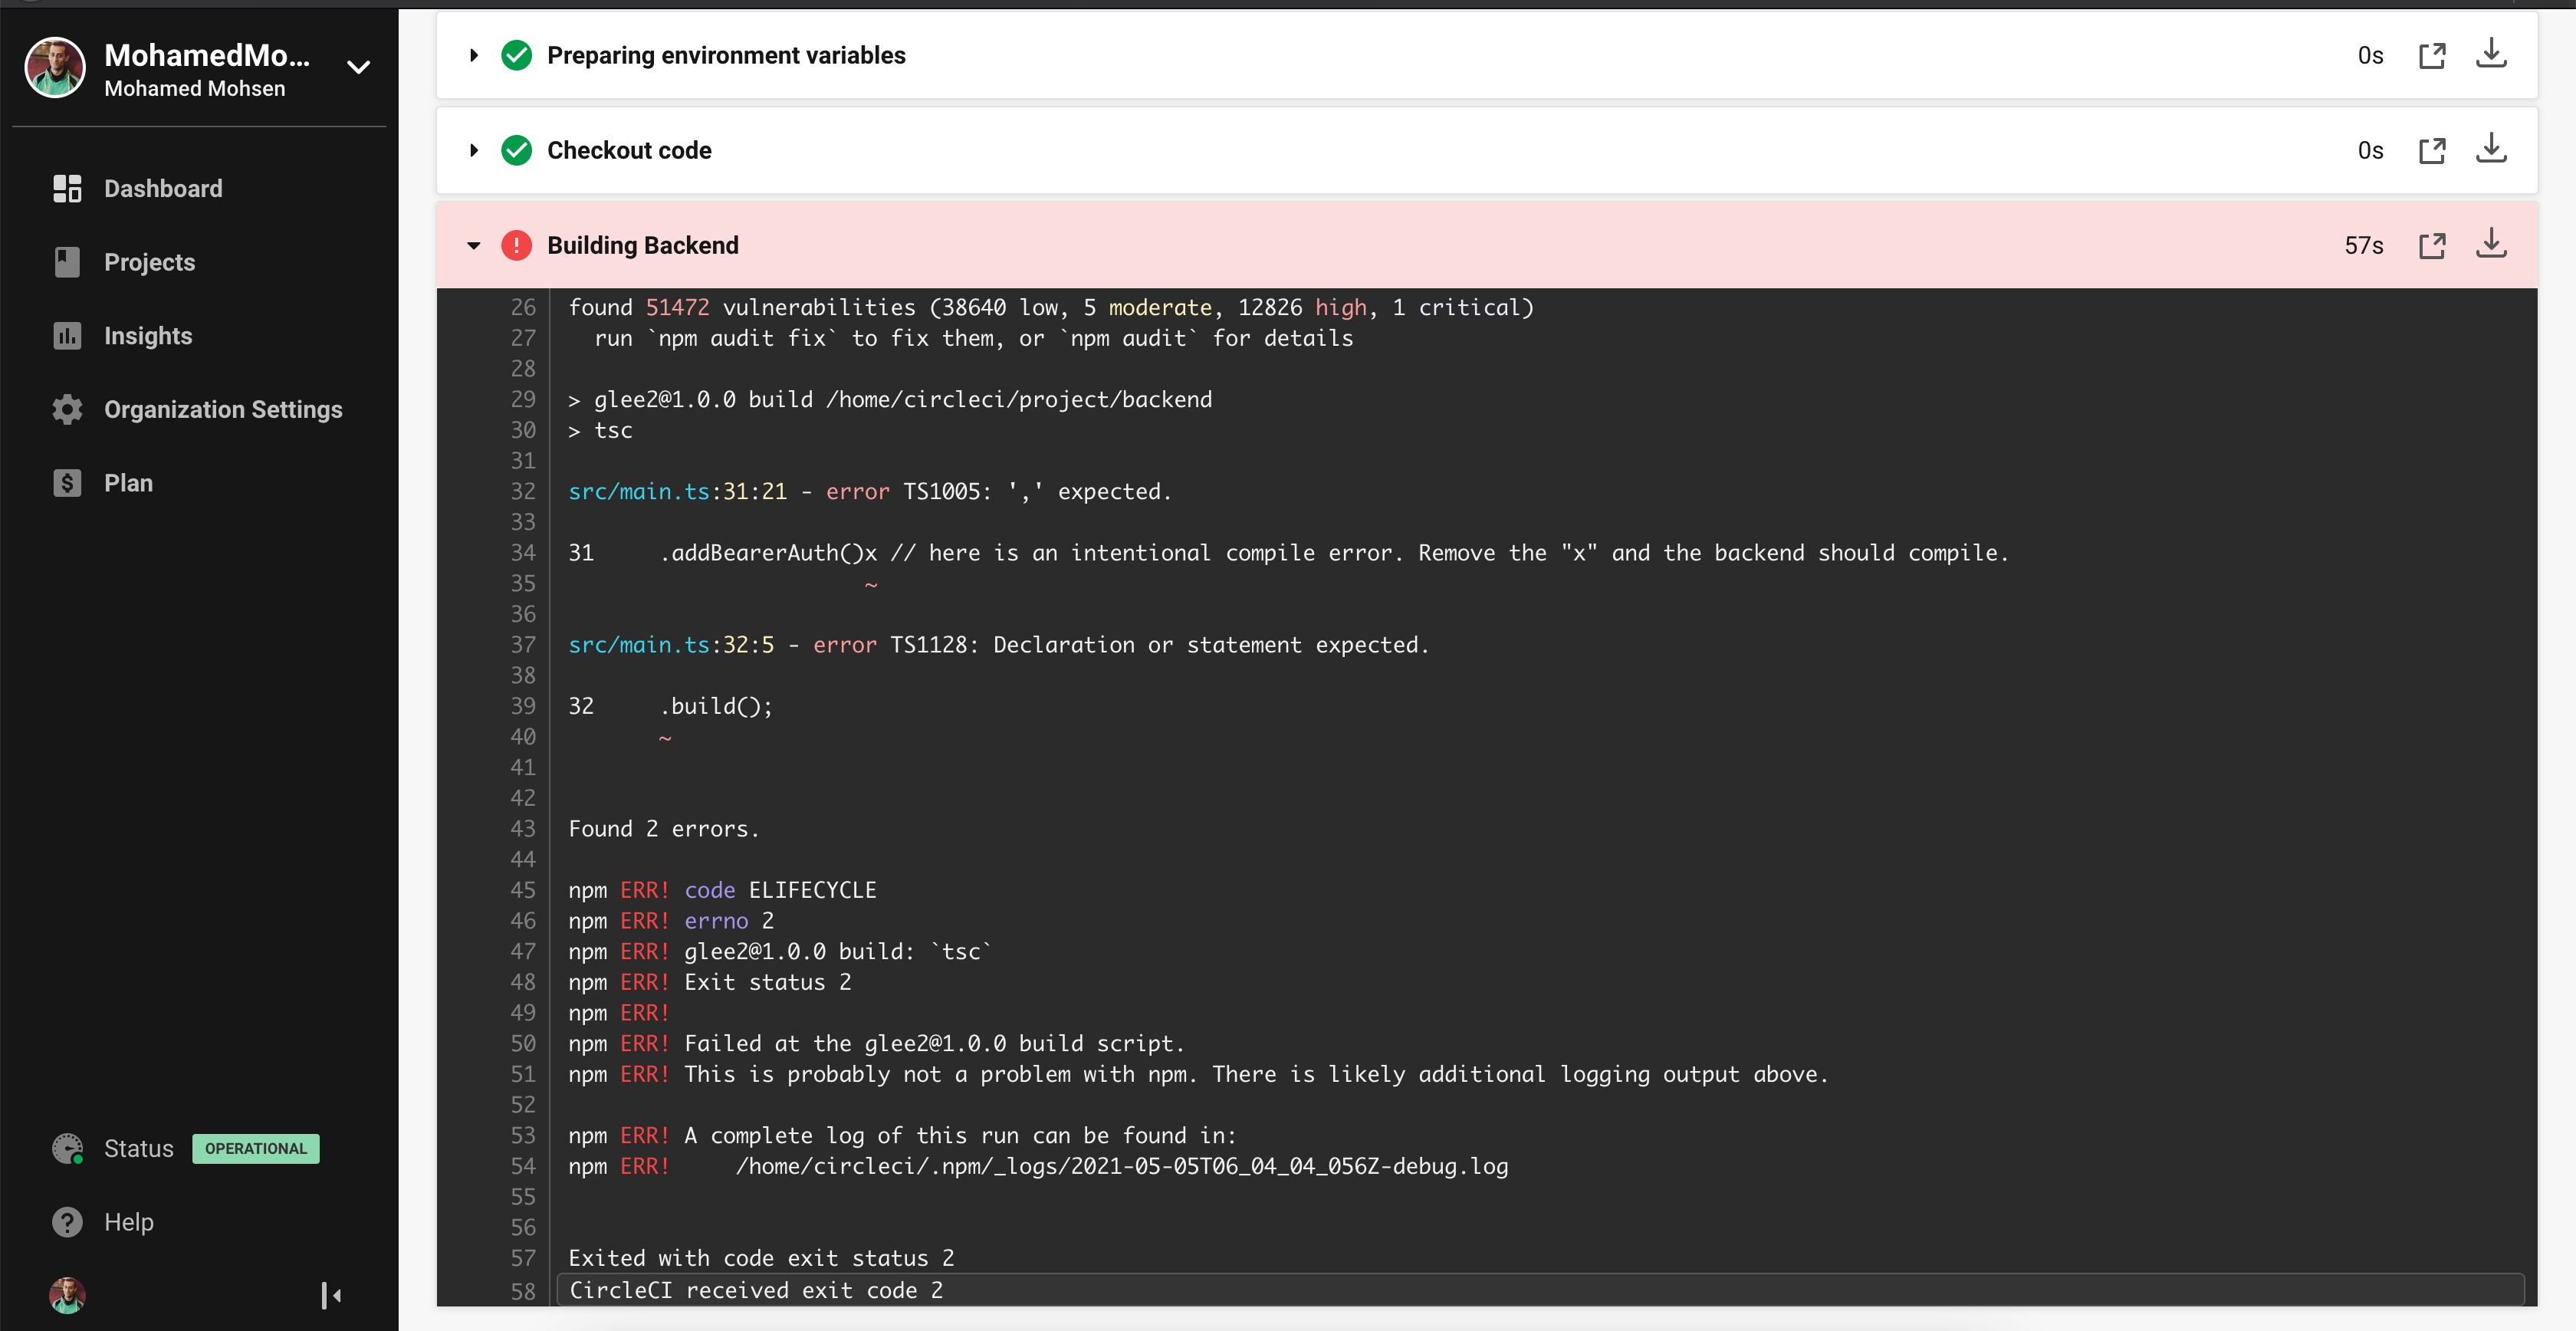 MohamedMo...
Mohamed Mohsen
Dashboard
Projects
Insights
Organization Settings
Plan
Status OPERATIONAL
Help
Preparing environment variables 0s
Checkout code 0s
Building Backend 57s
26 found 51472 vulnerabilities (38640 low, 5 moderate, 12826 high, 1 critical)
27 run `npm audit fix` to fix them, or `npm audit` for details
28
29 > glee2@1.0.0 build /home/circleci/project/backend
30 > tsc
31
32 src/main.ts:31:21 - error TS1005: ',' expected.
33
34 31 .addBearerAuth()x // here is an intentional compile error. Remove the "x" and the backend should compile.
35 ~
36
37 src/main.ts:32:5 - error TS1128: Declaration or statement expected.
38
39 32 .build();
40 ~
41
42
43 Found 2 errors.
44
45 npm ERR! code ELIFECYCLE
46 npm ERR! errno 2
47 npm ERR! glee2@1.0.0 build: `tsc`
48 npm ERR! Exit status 2
49 npm ERR!
50 npm ERR! Failed at the glee2@1.0.0 build script.
51 npm ERR! This is probably not a problem with npm. There is likely additional logging output above.
52
53 npm ERR! A complete log of this run can be found in:
54 npm ERR! /home/circleci/.npm/_logs/2021-05-05T06_04_04_056Z-debug.log
55
56
57 Exited with code exit status 2
58 CircleCI received exit code 2